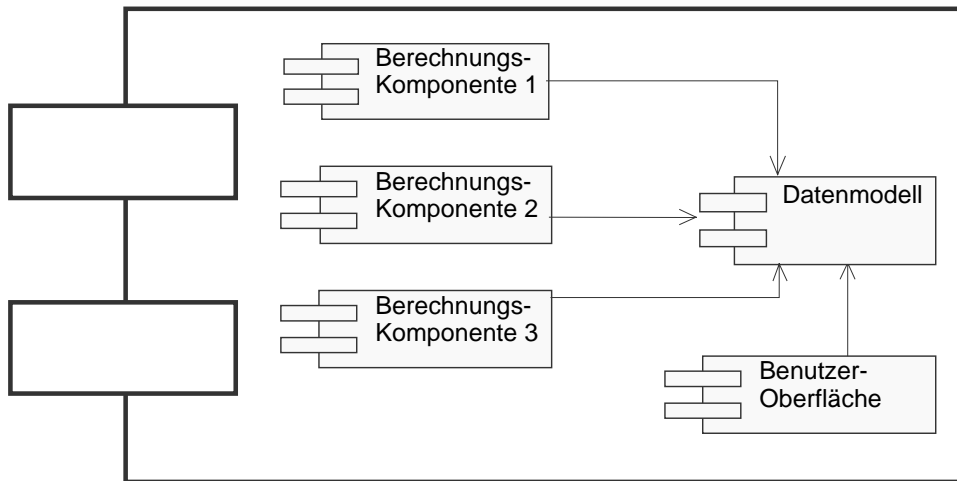 Berechnungs-
Komponente 1
Berechnungs-
Komponente 2
Datenmodell
Berechnungs-
Komponente 3
Benutzer-
Oberfläche